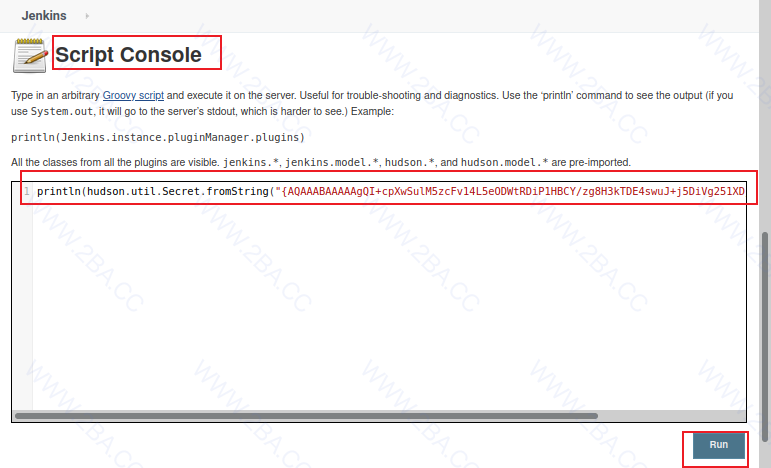 Jenkins
Script Console
Type in an arbitrary Groovy script and execute it on the server. Useful for trouble-shooting and diagnostics. Use the 'println' command to see the output (if you
use System.out, it will go to the server's stdout, which is harder to see.) Example:
println(Jenkins.instance.pluginManager.plugins)
All the classes from all the plugins are visible. jenkins.*, jenkins.model.*, hudson.*, and hudson.model.* are pre-imported.
1 println(hudson.util.Secret.fromString("{AQAAABAAAAAgQI+cpXwSulM5zcFv14L5eODWtRDiP1HBCY/zg8H3kTDE4swuJ+j5DiVg251XD
Run
WWW.2BA.CC